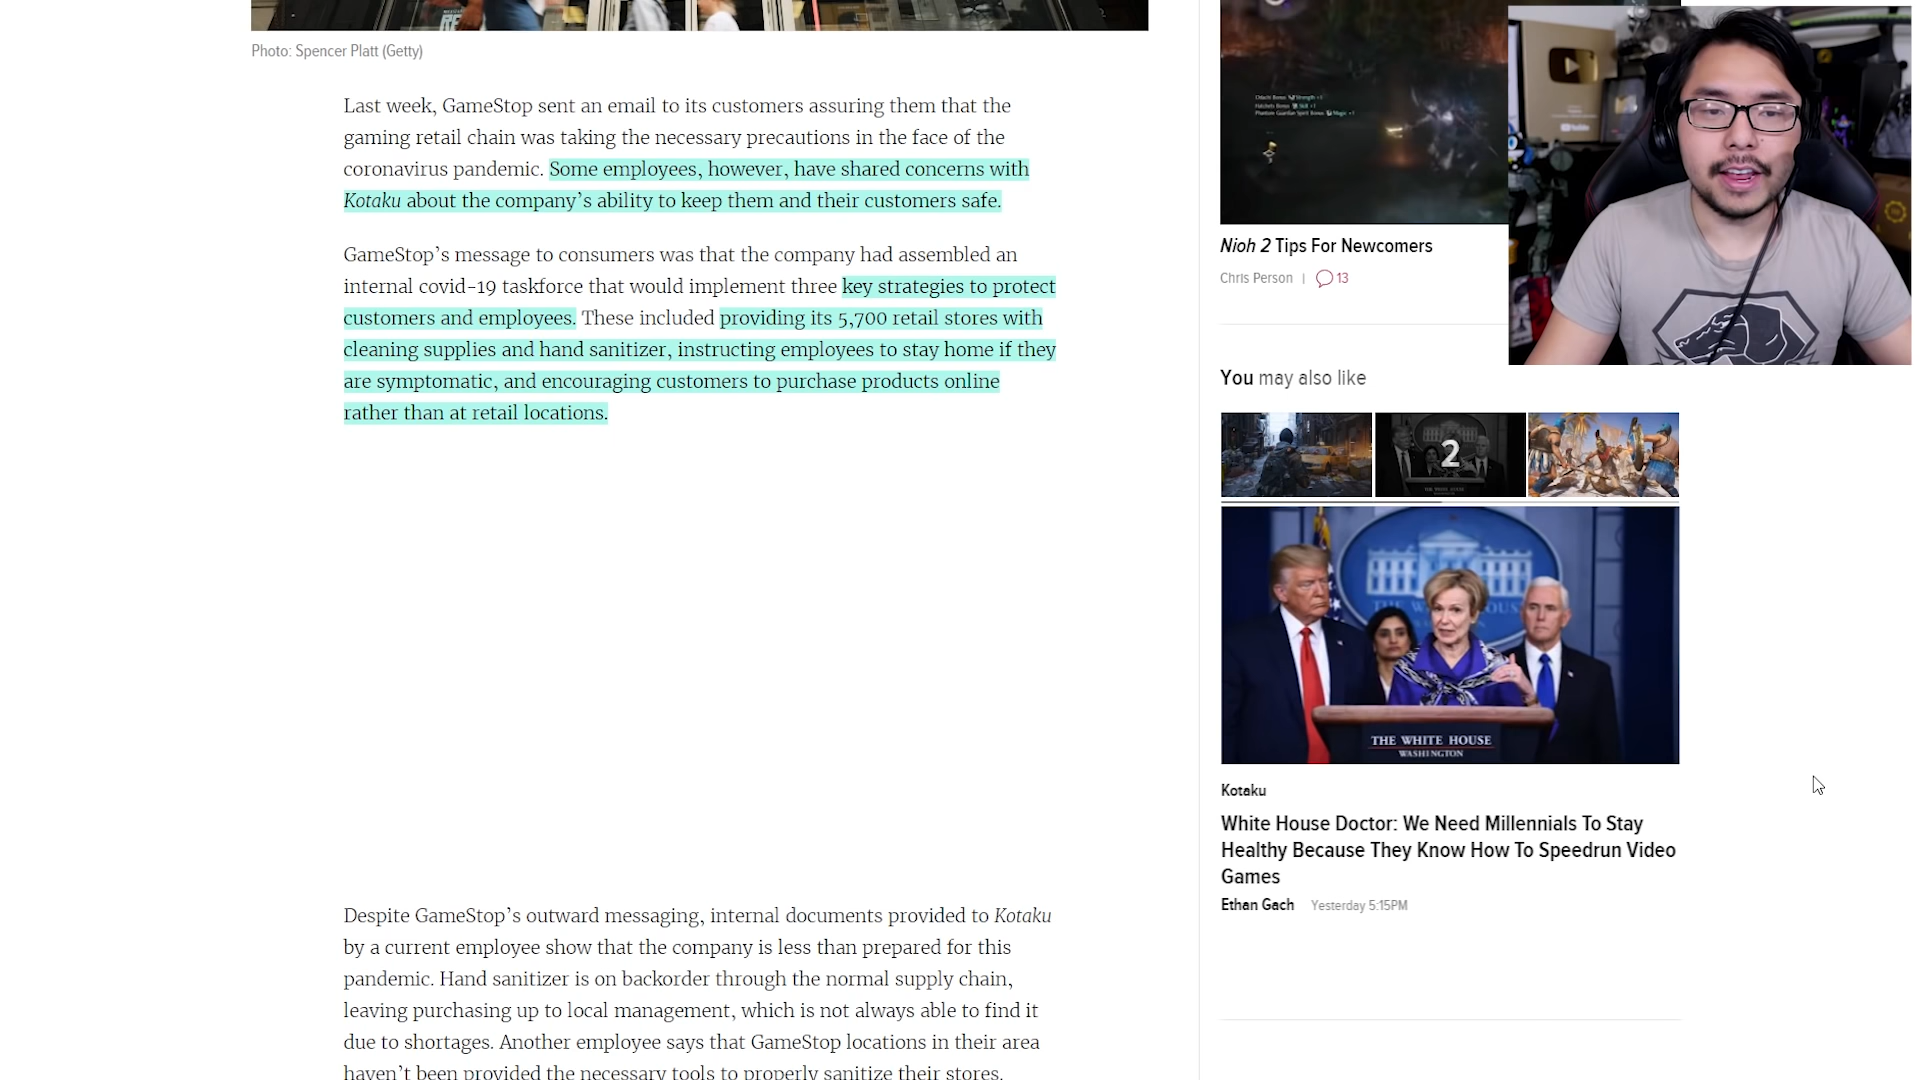 Photo: Spencer Platt (Getty)
Last week, GameStop sent an email to its customers assuring them that the
gaming retail chain was taking the necessary precautions in the face of the
coronavirus pandemic. Some employees, however, have shared concerns with
Kotaku about the company’s ability to keep them and their customers safe.
GameStop’s message to consumers was that the company had assembled an
internal covid-19 taskforce that would implement three key strategies to protect
customers and employees. These included providing its 5,700 retail stores with
cleaning supplies and hand sanitizer, instructing employees to stay home if they
are symptomatic, and encouraging customers to purchase products online
rather than at retail locations.
Despite GameStop’s outward messaging, internal documents provided to Kotaku
by a current employee show that the company is less than prepared for this
pandemic. Hand sanitizer is on backorder through the normal supply chain,
leaving purchasing up to local management, which is not always able to find it
due to shortages. Another employee says that GameStop locations in their area
haven’t been provided the necessary tools to properly sanitize their stores.
Nioh 2 Tips For Newcomers
Chris Person | 13
You may also like
2
THE WHITE HOUSE
WASHINGTON
Kotaku
White House Doctor: We Need Millennials To Stay
Healthy Because They Know How To Speedrun Video
Games
Ethan Gach Yesterday 5:15PM